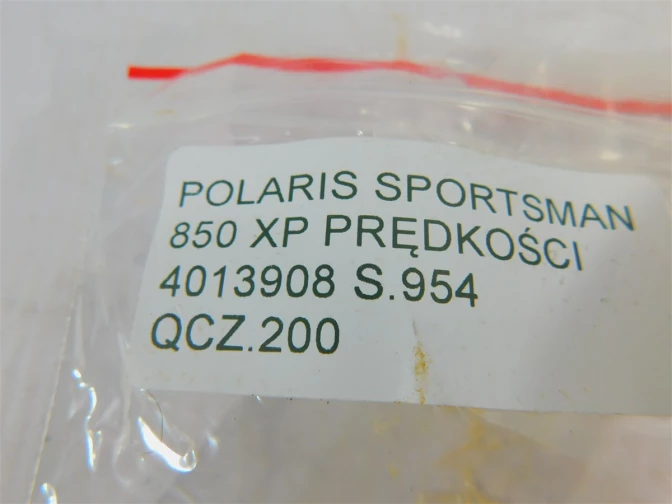 POLARIS SPORTSMAN
850 XP PRĘDKOŚCI
4013908 S.954
QCZ.200